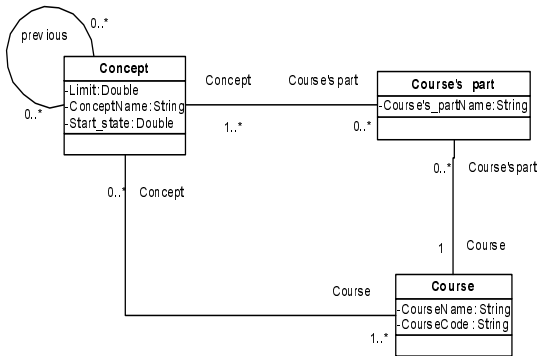 0..*
previous
0..*
Concept
-Limit:Double
-ConceptName:String
-Start_state:Double
Concept
Course's part
1..*
0..*
Course's part
-Course's_partName:String
0..*
Course's part
1
Course
0..*
Concept
Course
1..*
Course
-CourseName: String
-CourseCode : String